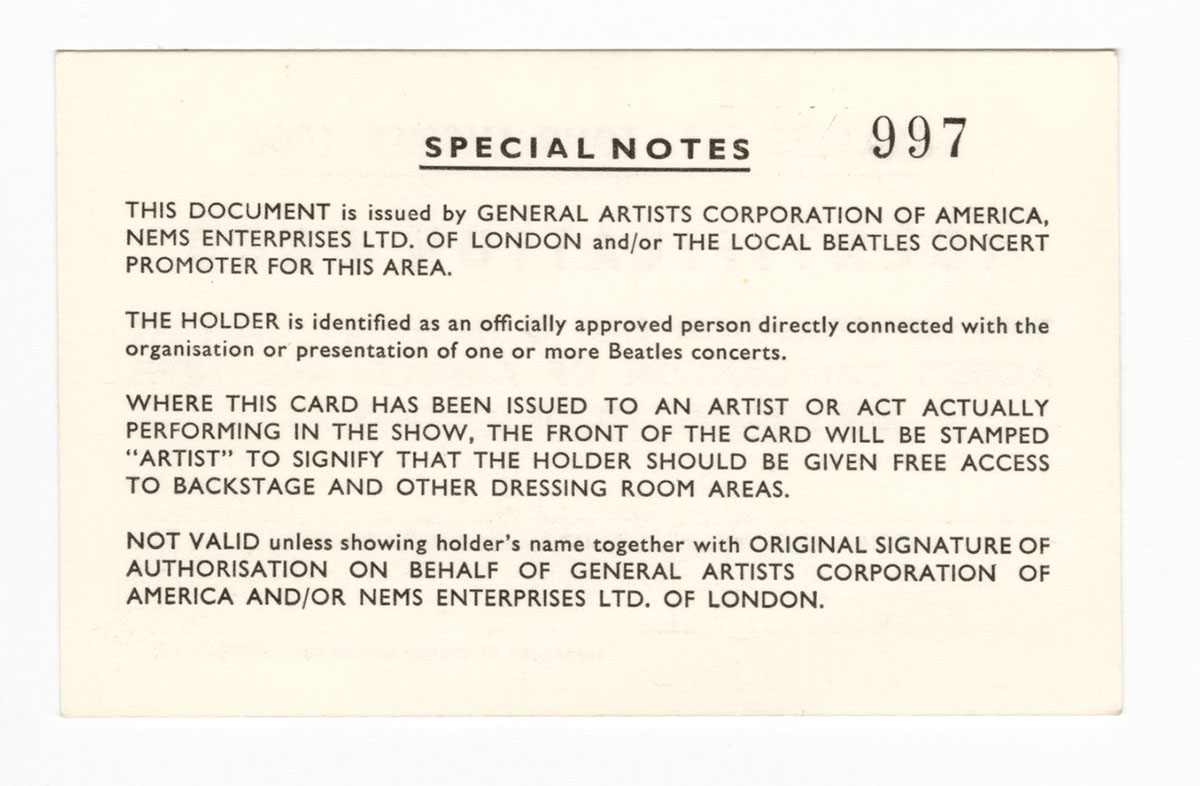 SPECIAL NOTES 997
THIS DOCUMENT is issued by GENERAL ARTISTS CORPORATION OF AMERICA,
NEMS ENTERPRISES LTD. OF LONDON and/or THE LOCAL BEATLES CONCERT
PROMOTER FOR THIS AREA.
THE HOLDER is identified as an officially approved person directly connected with the
organisation or presentation of one or more Beatles concerts.
WHERE THIS CARD HAS BEEN ISSUED TO AN ARTIST OR ACT ACTUALLY
PERFORMING IN THE SHOW, THE FRONT OF THE CARD WILL BE STAMPED
“ARTIST” TO SIGNIFY THAT THE HOLDER SHOULD BE GIVEN FREE ACCESS
TO BACKSTAGE AND OTHER DRESSING ROOM AREAS.
NOT VALID unless showing holder’s name together with ORIGINAL SIGNATURE OF
AUTHORISATION ON BEHALF OF GENERAL ARTISTS CORPORATION OF
AMERICA AND/OR NEMS ENTERPRISES LTD. OF LONDON.